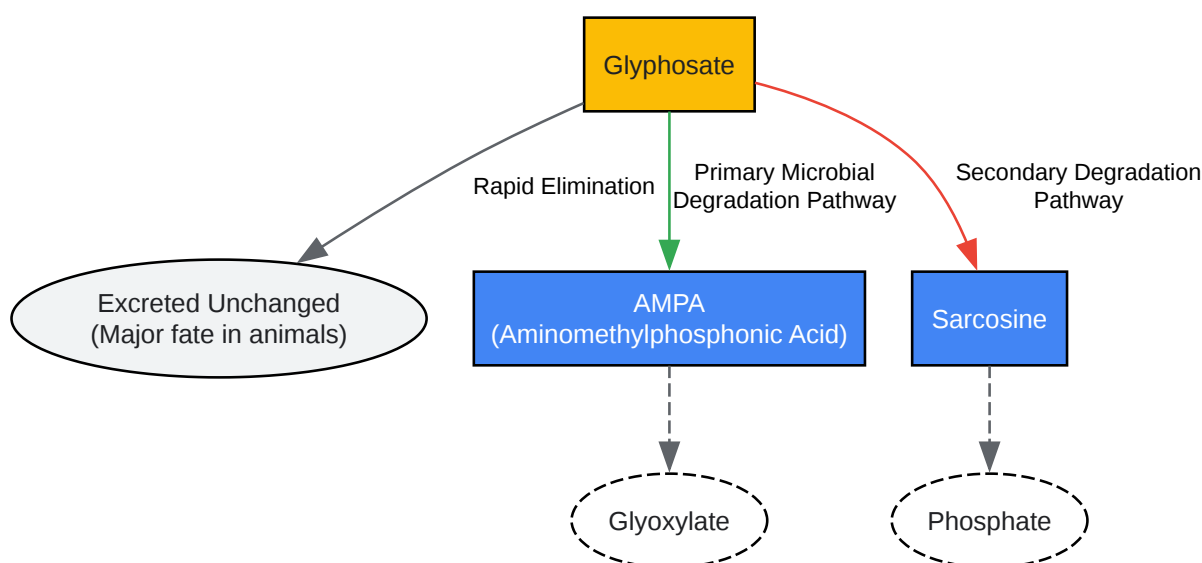 Glyphosate
Rapid Elimination
Primary Microbial
Degradation Pathway
Secondary Degradation
Pathway
Excreted Unchanged
(Major fate in animals)
AMPA
(Aminomethylphosphonic Acid)
Sarcosine
Glyoxylate
Phosphate